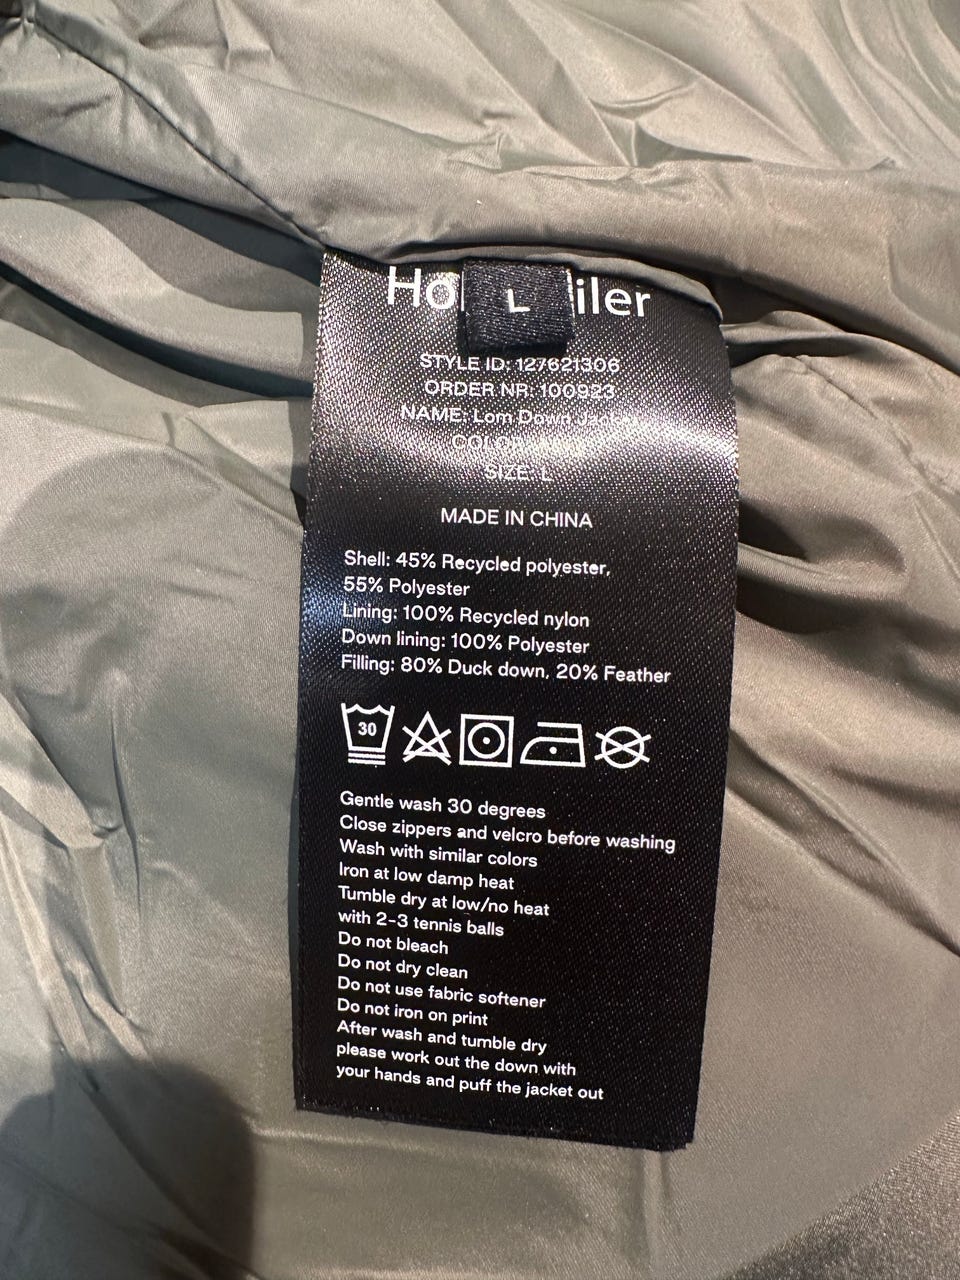 L
STYLE ID: 127621306
ORDER NR: 100923
NAME: Lom Down
SIZE: L
MADE IN CHINA
Shell: 45% Recycled polyester,
55% Polyester
Lining: 100% Recycled nylon
Down lining: 100% Polyester
Filling: 80% Duck down, 20% Feather
30
Gentle wash 30 degrees
Close zippers and velcro before washing
Wash with similar colors
Iron at low damp heat
Tumble dry at low/no heat
with 2-3 tennis balls
Do not bleach
Do not dry clean
Do not use fabric softener
Do not iron on print
After wash and tumble dry
please work out the down with
your hands and puff the jacket out